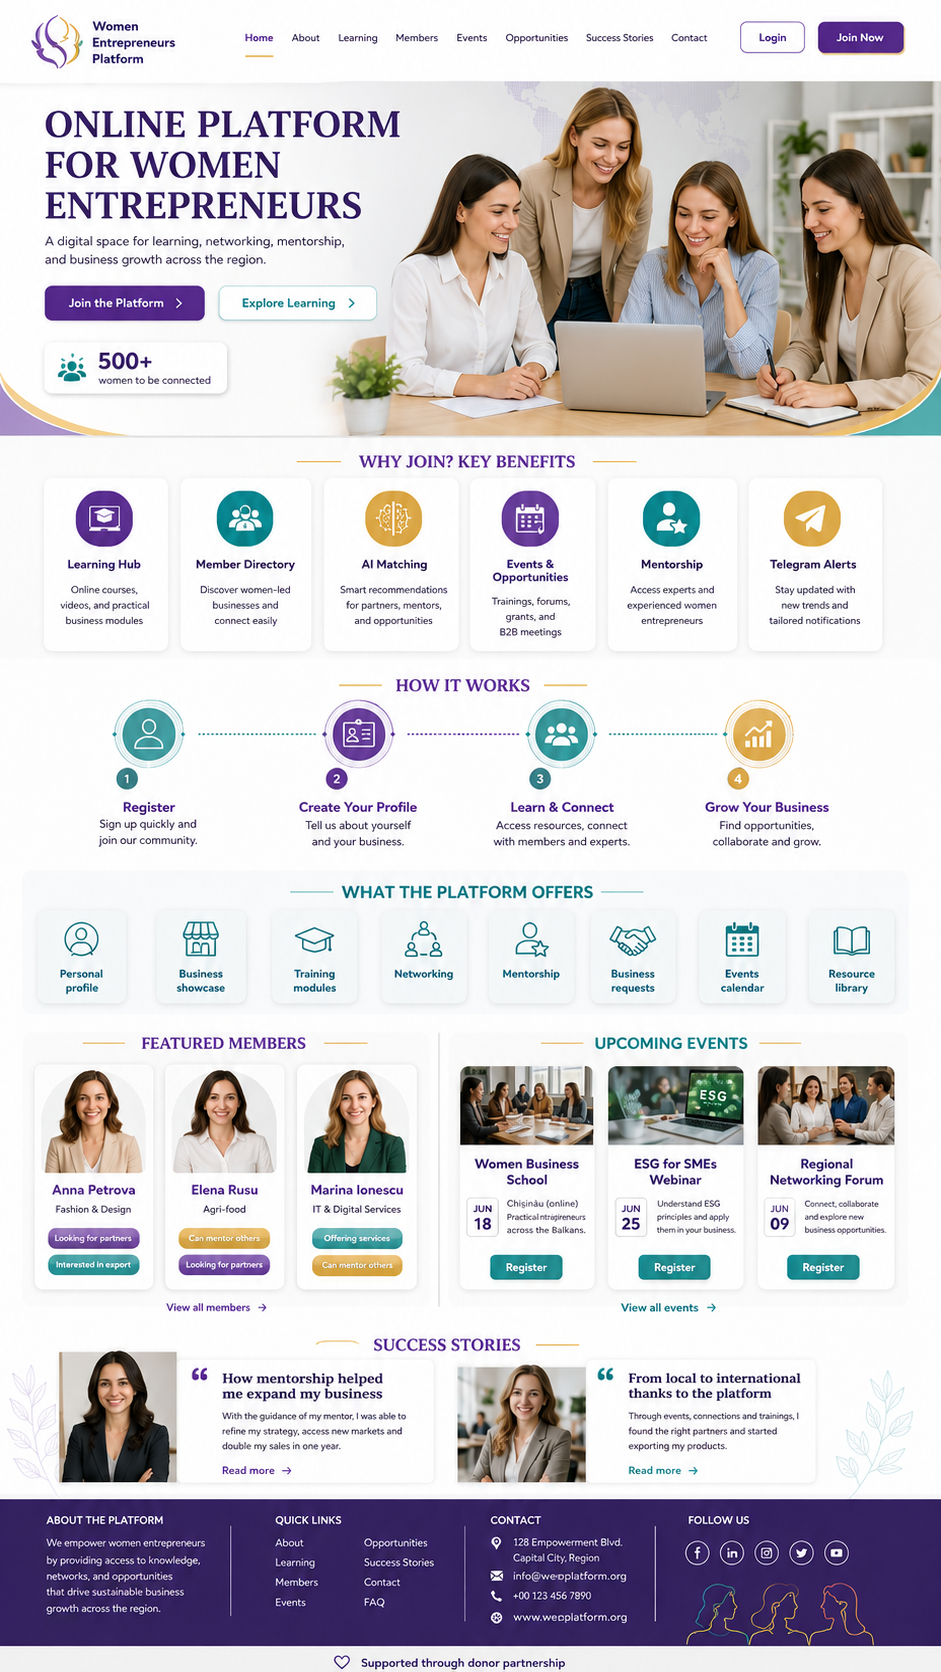 Women
Entrepreneurs
Platform
Home
About
Learning
Members
Events
Opportunities
Success Stories
Contact
Login
Join Now
ONLINE PLATFORM
FOR WOMEN
ENTREPRENEURS
A digital space for learning, networking, mentorship,
and business growth across the region.
Join the Platform
Explore Learning
500+
women to be connected
WHY JOIN? KEY BENEFITS
Learning Hub
Online courses,
videos, and practical
business modules
Member Directory
Discover women-led
businesses and
connect easily
AI Matching
Smart recommendations
for partners, mentors,
and opportunities
Events &
Opportunities
Trainings, forums,
grants, and
B2B meetings
Mentorship
Access experts and
experienced women
entrepreneurs
Telegram Alerts
Stay updated with
new trends and
tailored notifications
HOW IT WORKS
1
Register
Sign up quickly and
join our community.
2
Create Your Profile
Tell us about yourself
and your business.
3
Learn & Connect
Access resources, connect
with members and experts.
4
Grow Your Business
Find opportunities,
collaborate and grow.
WHAT THE PLATFORM OFFERS
Personal
profile
Business
showcase
Training
modules
Networking
Mentorship
Business
requests
Events
calendar
Resource
library
FEATURED MEMBERS
Anna Petrova
Fashion & Design
Looking for partners
Interested in export
Elena Rusu
Agri-food
Can mentor others
Looking for partners
Marina Ionescu
IT & Digital Services
Offering services
Can mentor others
View all members
UPCOMING EVENTS
Women Business
School
JUN
18
Chișinău (online)
Practical ntrapreneurs
across the Balkans.
Register
ESG
ESG for SMEs
Webinar
JUN
25
Understand ESG
principles and apply
them in your business.
Register
Regional
Networking Forum
JUN
09
Connect, collaborate
and explore new
business opportunities.
Register
View all events
SUCCESS STORIES
How mentorship helped
me expand my business
With the guidance of my mentor, I was able to
refine my strategy, access new markets and
double my sales in one year.
Read more
From local to international
thanks to the platform
Through events, connections and trainings, I
found the right partners and started
exporting my products.
Read more
ABOUT THE PLATFORM
We empower women entrepreneurs
by providing access to knowledge,
networks, and opportunities
that drive sustainable business
growth across the region.
QUICK LINKS
About
Learning
Members
Events
Opportunities
Success Stories
Contact
FAQ
CONTACT
128 Empowerment Blvd.
Capital City, Region
+00 123 456 7890
FOLLOW US
Supported through donor partnership